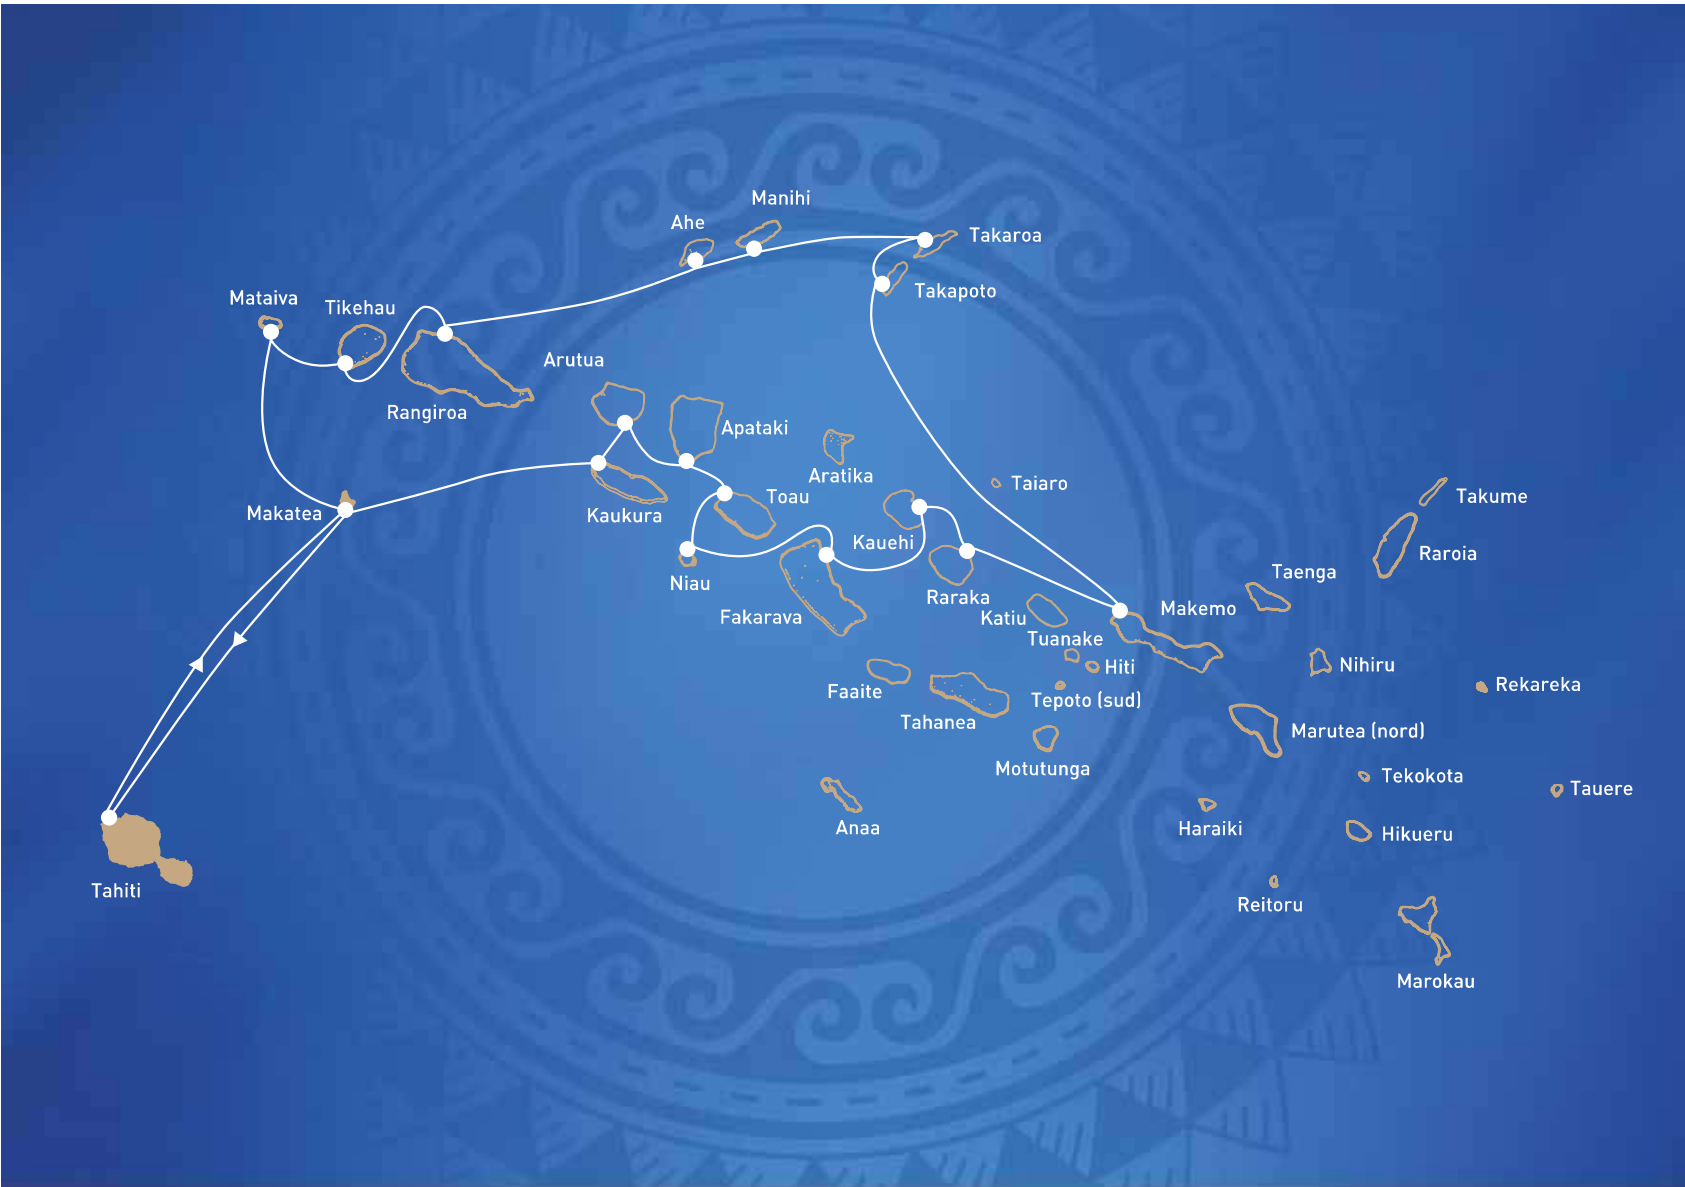 Manihi
Ahe
Takaroa
Takapoto
Mataiva
Tikehau
Arutua
Rangiroa
Apataki
Aratika
Taiaro
Toau
Takume
Makatea
Kaukura
Kauehi
Raroia
Niau
Taenga
Raraka
Fakarava
Katiu
Makemo
Tuanake
Hiti
Nihiru
Faaite
Rekareka
Tepoto (sud)
Tahanea
Marutea (nord)
Motutunga
Tekokota
Tauere
Anaa
Haraiki
Hikueru
Tahiti
Reitoru
Marokau